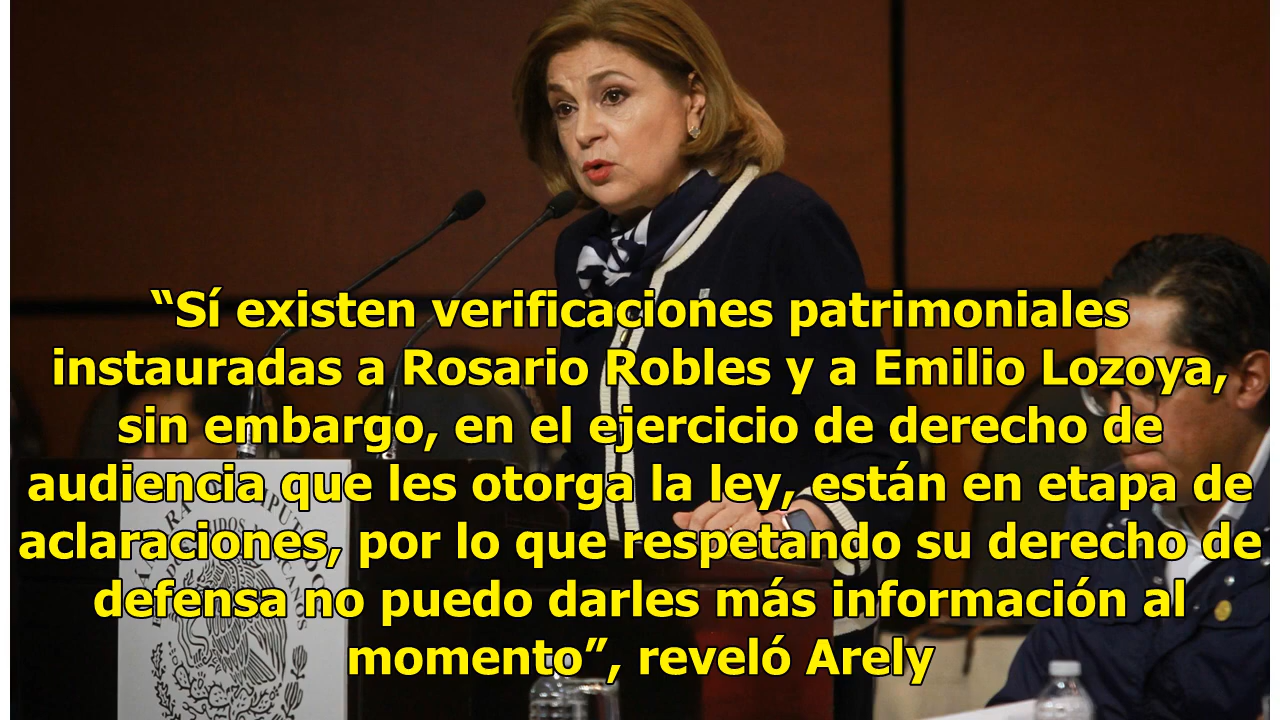 “Sí existen verificaciones patrimoniales
instauradas a Rosario Robles y a Emilio Lozoya,
sin embargo, en el ejercicio de derecho de
audiencia que les otorga la ley, están en etapa de
aclaraciones, por lo que respetando su derecho de
defensa no puedo darles más información al
momento”, reveló Arely